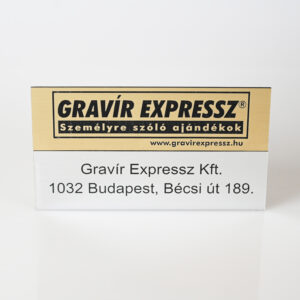 GRAVÍR EXPRESSZ®
Személyre szóló ajándékok
www.gravirexpressz.hu
Gravír Expressz Kft.
1032 Budapest, Bécsi út 189.